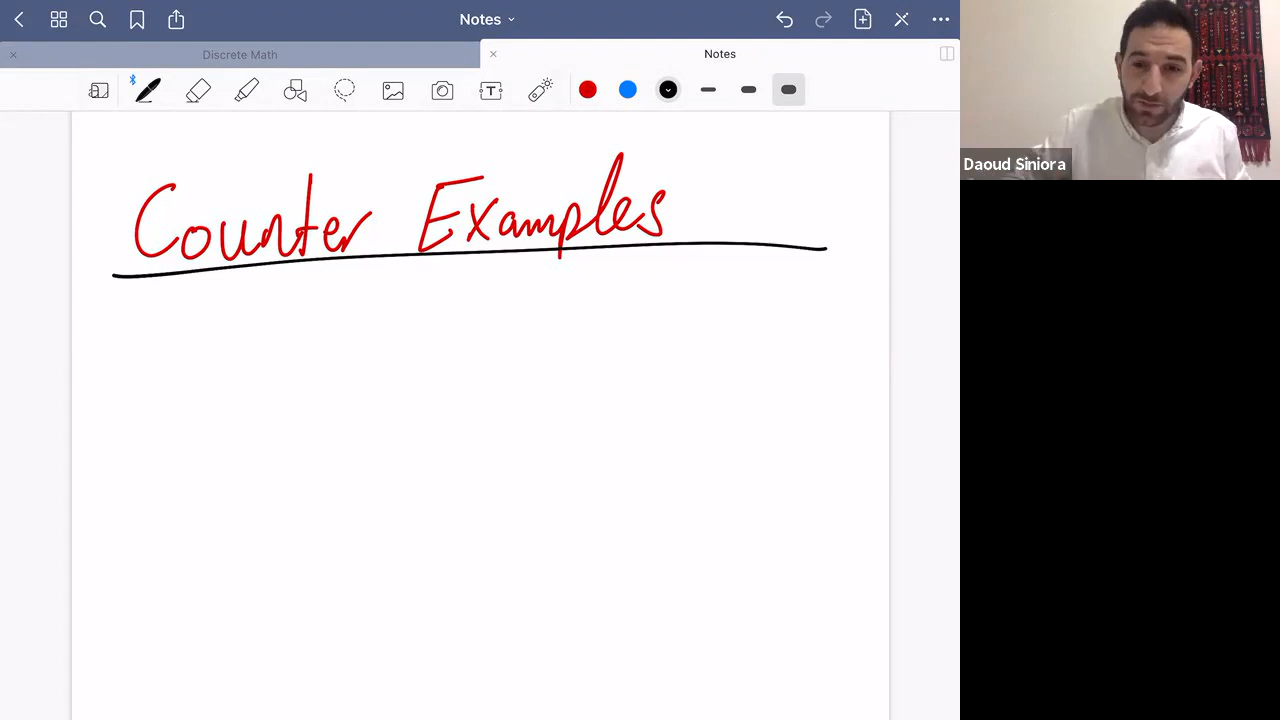 Notes
Discrete Math
Notes
T
Counter Examples
Daoud Siniora